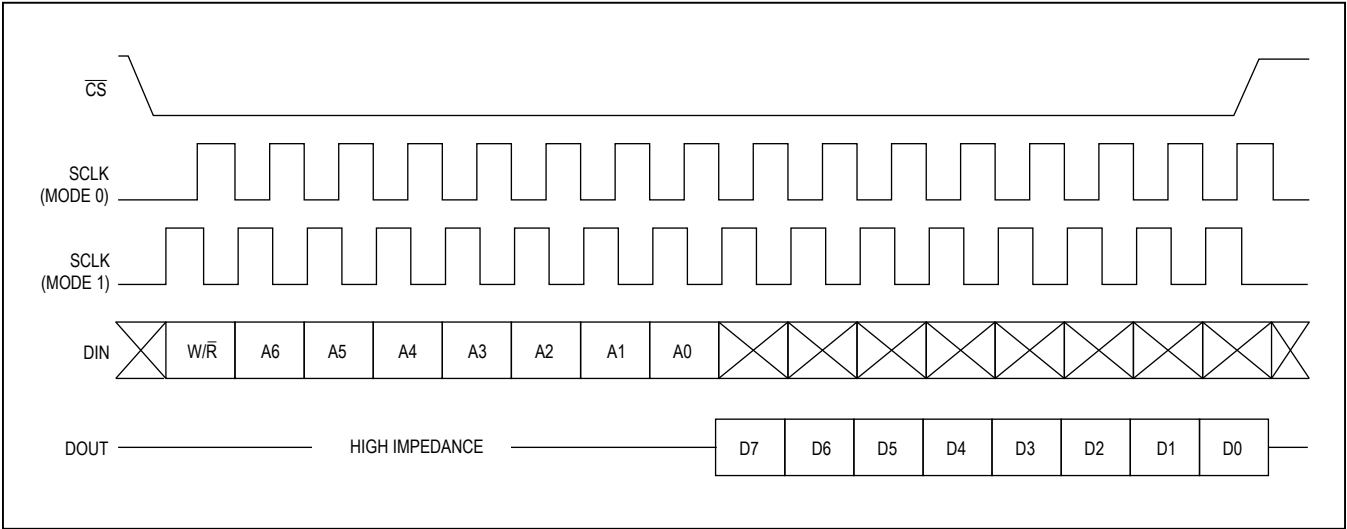 C̅S̅
SCLK
(MODE 0)
SCLK
(MODE 1)
DIN W/R̅ A6 A5 A4 A3 A2 A1 A0
DOUT HIGH IMPEDANCE D7 D6 D5 D4 D3 D2 D1 D0